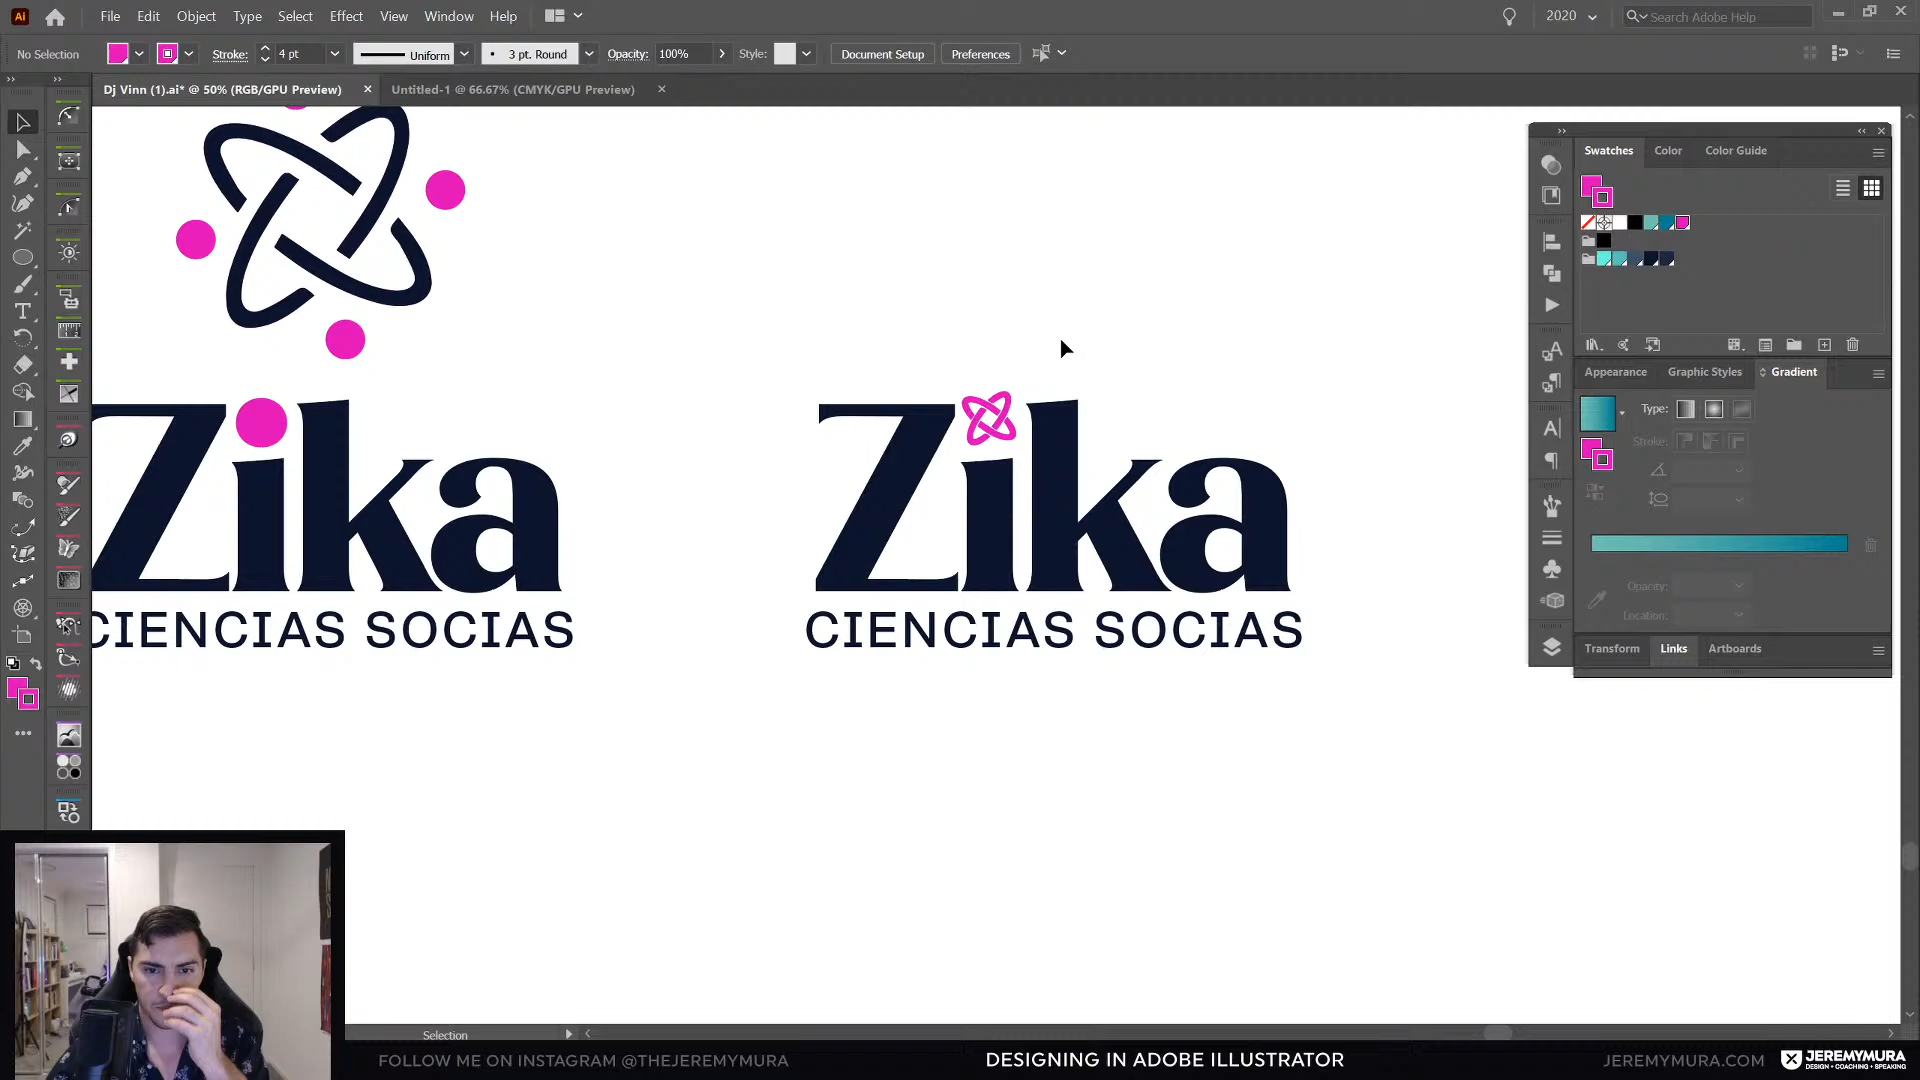 Ai File Edit Object Type Select Effect View Window Help 2020 Search Adobe Help
No Selection Stroke: 4 pt Uniform 3 pt. Round Opacity: 100% Style: Document Setup Preferences
Dj Vinn (1).ai* @ 50% (RGB/GPU Preview) Untitled-1 @ 66.67% (CMYK/GPU Preview)
Swatches Color Color Guide
Appearance Graphic Styles Gradient
Type:
Stroke:
Opacity:
Location:
Transform Links Artboards
Zika
CIENCIAS SOCIAS
Zika
CIENCIAS SOCIAS
Selection
FOLLOW ME ON INSTAGRAM @THEJEREMYMURA DESIGNING IN ADOBE ILLUSTRATOR JEREMYMURA.COM JEREMYMURA
DESIGN • COACHING • SPEAKING